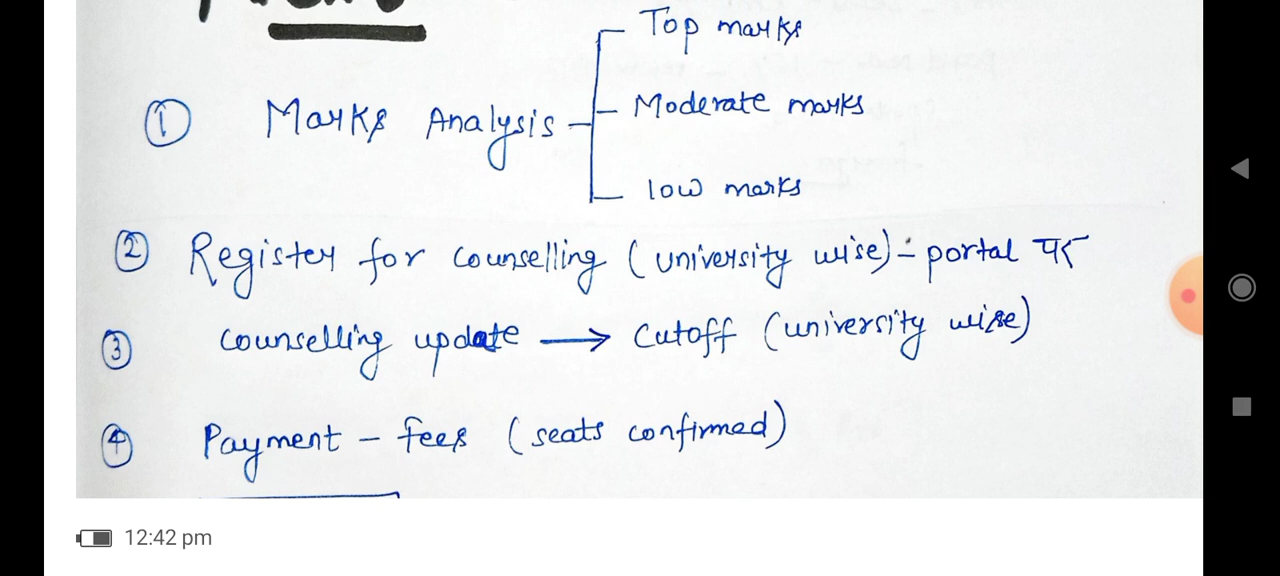 Top marks
① Marks Analysis - Moderate marks
low marks
② Register for counselling (university wise) - portal पर
③ counselling update → Cutoff (university wise)
④ Payment - fees (seats confirmed)
12:42 pm